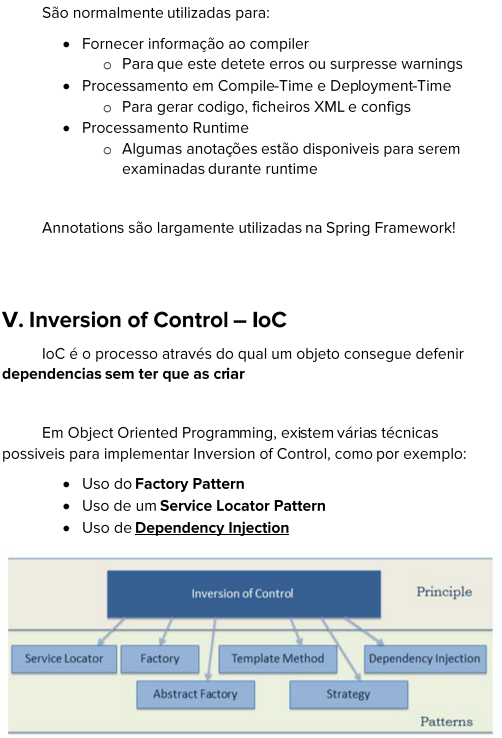 São normalmente utilizadas para:
• Fornecer informação ao compiler
o Para que este detete erros ou surpresse warnings
• Processamento em Compile-Time e Deployment-Time
o Para gerar codigo, ficheiros XML e configs
• Processamento Runtime
o Algumas anotações estão disponiveis para serem
examinadas durante runtime
Annotations são largamente utilizadas na Spring Framework!
V. Inversion of Control – IoC
IoC é o processo através do qual um objeto consegue defenir
dependencias sem ter que as criar
Em Object Oriented Programming, existem várias técnicas
possiveis para implementar Inversion of Control, como por exemplo:
• Uso do Factory Pattern
• Uso de um Service Locator Pattern
• Uso de Dependency Injection
Inversion of Control
Principle
Service Locator
Factory
Template Method
Dependency Injection
Abstract Factory
Strategy
Patterns